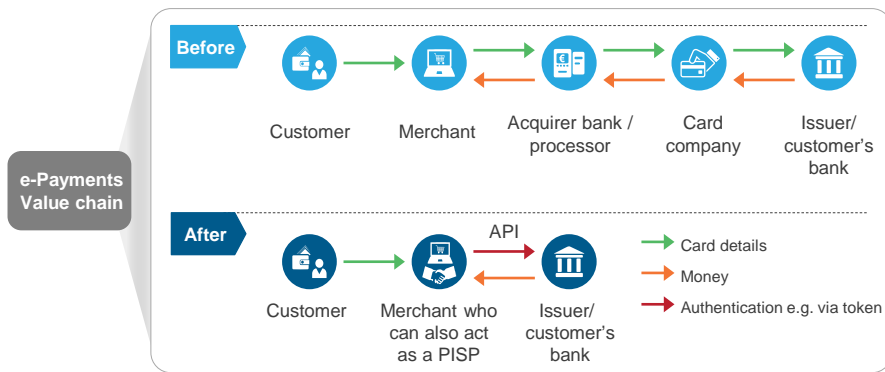 Before
Customer
Merchant
Acquirer bank /
processor
Card
company
Issuer/
customer's
bank
e-Payments
Value chain
After
API
Customer
Merchant who
can also act
as a PISP
Issuer/
customer's
bank
Card details
Money
Authentication e.g. via token